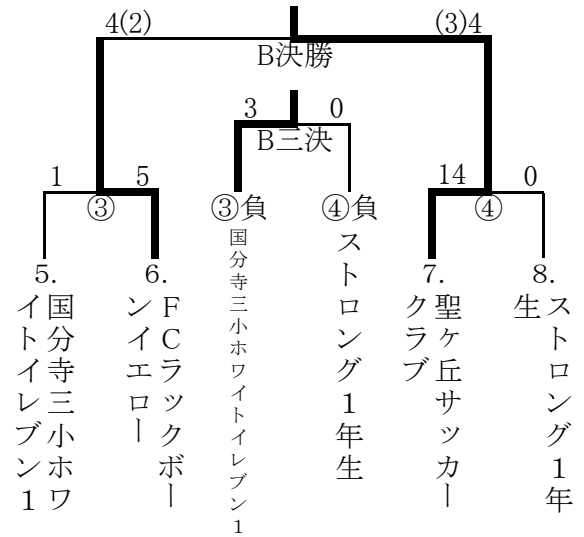 4(2) (3)4
B決勝
3 0
B三決
1 5 14 0
③ ③負 ④負 ④
5.
国分寺三小ホワ
イトイレブン1
6.
FCラックボー
ンイエロー
国分寺三小ホワイトイレブン1
ストロング1年生
7.
聖ヶ丘サッカー
クラブ
8.
ストロング1年
生